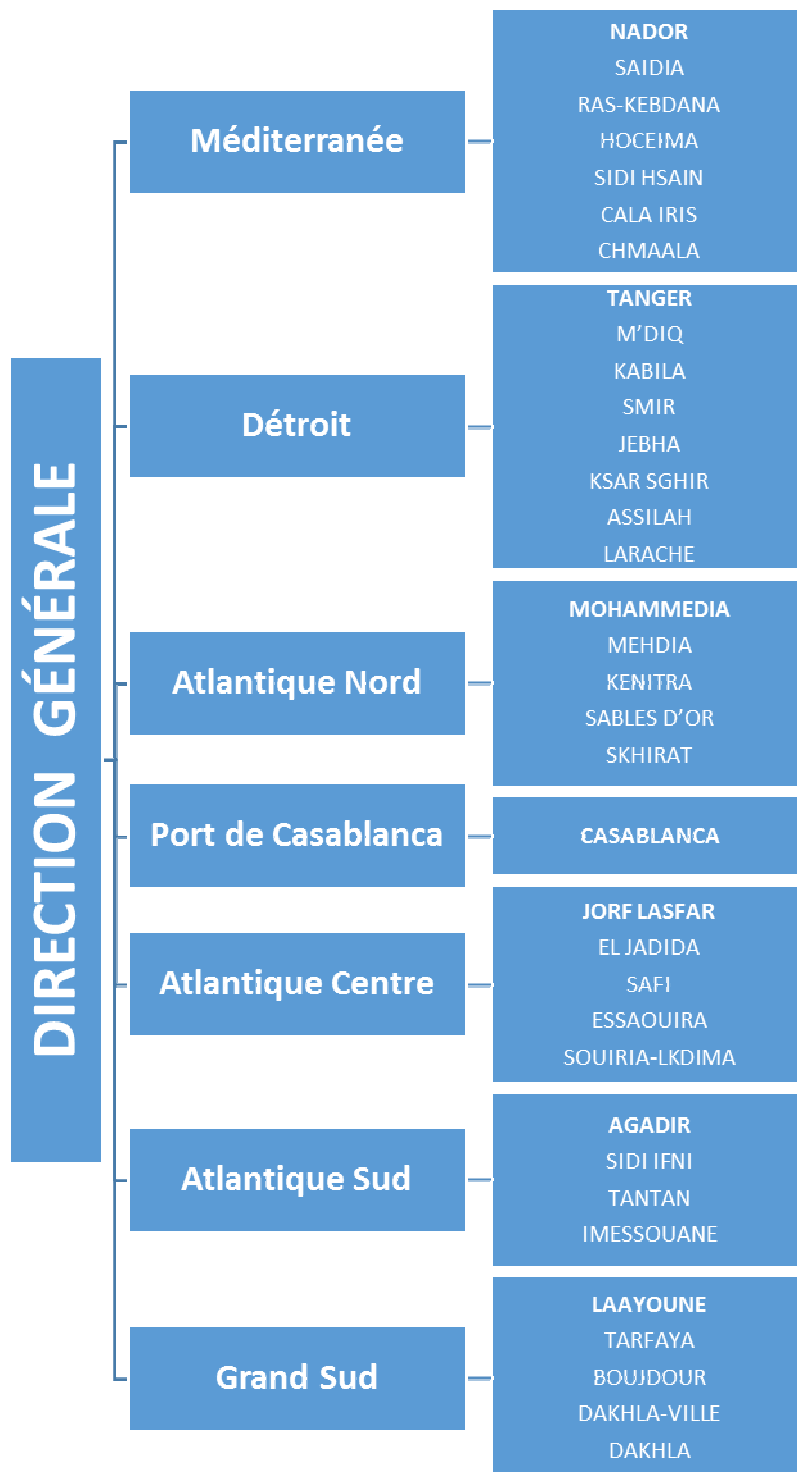 DIRECTION GÉNÉRALE
Méditerranée
NADOR
SAIDIA
RAS-KEBDANA
HOCEIMA
SIDI HSAIN
CALA IRIS
CHMAALA
Détroit
TANGER
M’DIQ
KABILA
SMIR
JEBHA
KSAR SGHIR
ASSILAH
LARACHE
Atlantique Nord
MOHAMMEDIA
MEHDIA
KENITRA
SABLES D’OR
SKHIRAT
Port de Casablanca
CASABLANCA
Atlantique Centre
JORF LASFAR
EL JADIDA
SAFI
ESSAOUIRA
SOUIRIA-LKDIMA
Atlantique Sud
AGADIR
SIDI IFNI
TANTAN
IMESSOUANE
Grand Sud
LAAYOUNE
TARFAYA
BOUJDOUR
DAKHLA-VILLE
DAKHLA